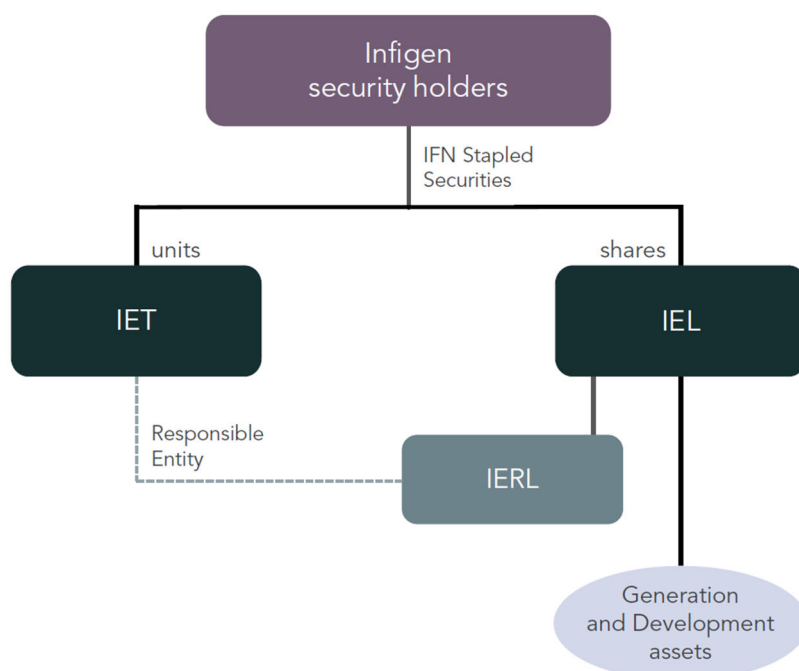 Infigen
security holders
IFN Stapled
Securities
units
shares
IET
IEL
Responsible
Entity
IERL
Generation
and Development
assets